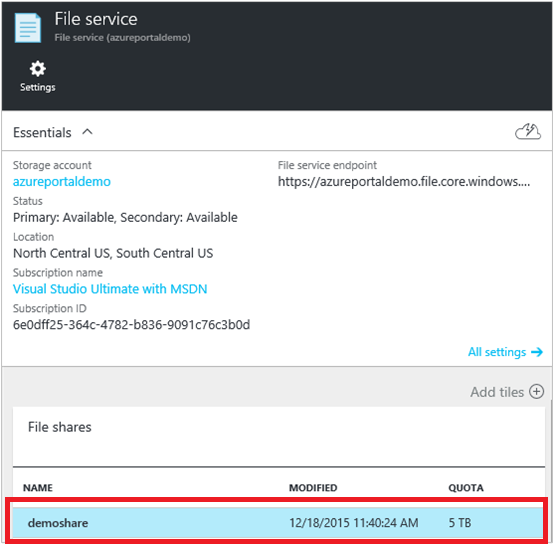 File service
File service (azureportaldemo)
Settings
Essentials
Storage account
azureportaldemo
File service endpoint
https://azureportaldemo.file.core.windows....
Status
Primary: Available, Secondary: Available
Location
North Central US, South Central US
Subscription name
Visual Studio Ultimate with MSDN
Subscription ID
6e0dff25-364c-4782-b836-9091c76c3b0d
All settings →
Add tiles
File shares
NAME MODIFIED QUOTA
demoshare 12/18/2015 11:40:24 AM 5 TB